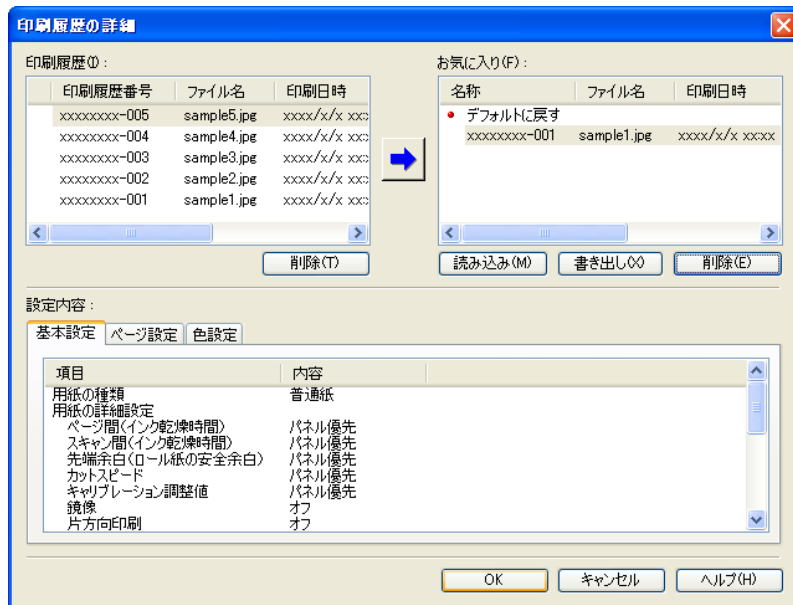 印刷履歴の詳細
印刷履歴(I):
印刷履歴番号 ファイル名 印刷日時
xxxxxxxx-005 sample5.jpg xxxx/x/x xx:
xxxxxxxx-004 sample4.jpg xxxx/x/x xx:
xxxxxxxx-003 sample3.jpg xxxx/x/x xx:
xxxxxxxx-002 sample2.jpg xxxx/x/x xx:
xxxxxxxx-001 sample1.jpg xxxx/x/x xx:
削除(T)
お気に入り(F):
名称 ファイル名 印刷日時
デフォルトに戻す
xxxxxxxx-001 sample1.jpg xxxx/x/x xx:xx
読み込み(M) 書き出し(X) 削除(E)
設定内容:
基本設定 ページ設定 色設定
項目 内容
用紙の種類 普通紙
用紙の詳細設定
ページ間(インク乾燥時間) パネル優先
スキャン間(インク乾燥時間) パネル優先
先端余白(ロール紙の安全余白) パネル優先
カットスピード パネル優先
キャリブレーション調整値 パネル優先
鏡像 オフ
片方向印刷 オフ
OK キャンセル ヘルプ(H)